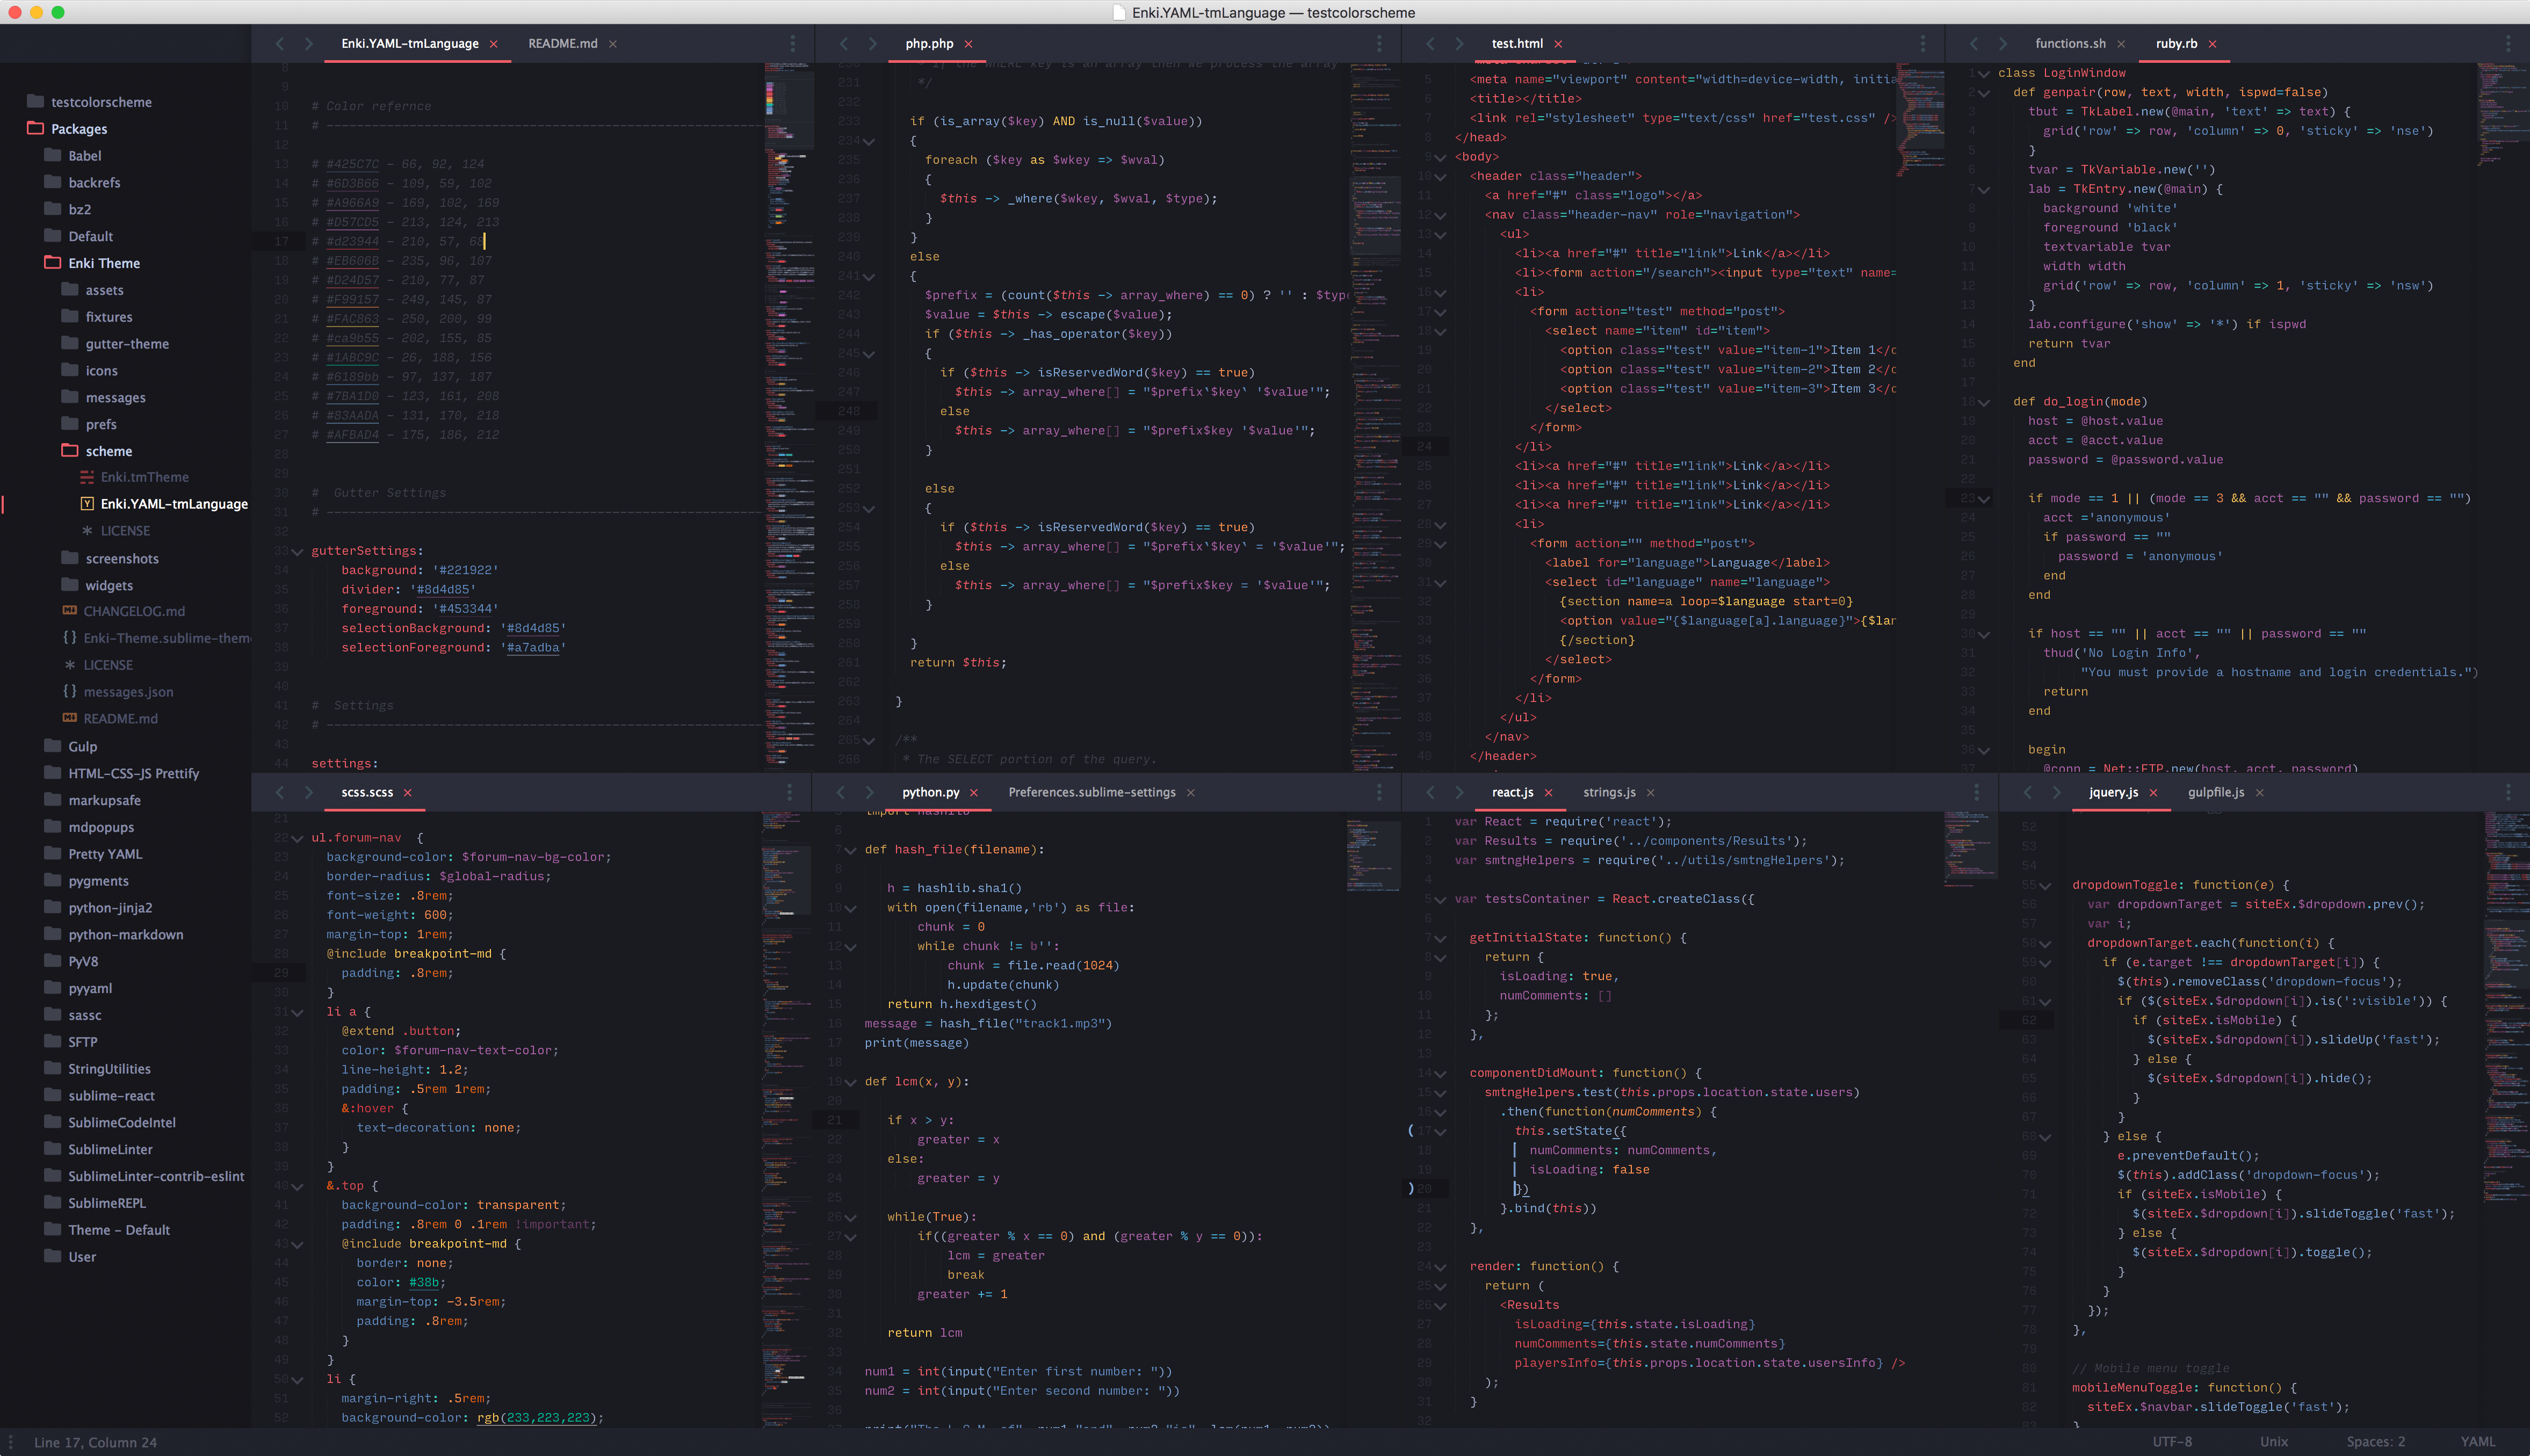 Enki.YAML-tmLanguage — testcolorscheme
testcolorscheme
Packages
Babel
backrefs
bz2
Default
Enki Theme
assets
fixtures
gutter-theme
icons
messages
prefs
scheme
Enki.tmTheme
Enki.YAML-tmLanguage
LICENSE
screenshots
widgets
CHANGELOG.md
Enki-Theme.sublime-them
LICENSE
messages.json
README.md
Gulp
HTML-CSS-JS Prettify
markupsafe
mdpopups
Pretty YAML
pygments
python-jinja2
python-markdown
PyV8
pyyaml
sassc
SFTP
StringUtilities
sublime-react
SublimeCodeIntel
SublimeLinter
SublimeLinter-contrib-eslint
SublimeREPL
Theme – Default
User
Enki.YAML-tmLanguage × README.md ×
8
9
10 # Color refernce
11 # ----------------------------------------------------------
12
13 # #425C7C - 66, 92, 124
14 # #6D3B66 - 109, 59, 102
15 # #A966A9 - 169, 102, 169
16 # #D57CD5 - 213, 124, 213
17 # #d23944 - 210, 57, 68
18 # #EB606B - 235, 96, 107
19 # #D24D57 - 210, 77, 87
20 # #F99157 - 249, 145, 87
21 # #FAC863 - 250, 200, 99
22 # #ca9b55 - 202, 155, 85
23 # #1ABC9C - 26, 188, 156
24 # #6189bb - 97, 137, 187
25 # #7BA1D0 - 123, 161, 208
26 # #83AADA - 131, 170, 218
27 # #AFBAD4 - 175, 186, 212
28
29
30 #  Gutter Settings
31 # ----------------------------------------------------------
32
33 gutterSettings:
34     background: '#221922'
35     divider: '#8d4d85'
36     foreground: '#453344'
37     selectionBackground: '#8d4d85'
38     selectionForeground: '#a7adba'
39
40
41 #  Settings
42 # ----------------------------------------------------------
43
44 settings:
php.php ×
231 */
232
233 if (is_array($key) AND is_null($value))
234 {
235   foreach ($key as $wkey => $wval)
236   {
237     $this -> _where($wkey, $wval, $type);
238   }
239 }
240 else
241 {
242   $prefix = (count($this -> array_where) == 0) ? '' : $typ
243   $value = $this -> escape($value);
244   if ($this -> _has_operator($key))
245   {
246     if ($this -> isReservedWord($key) == true)
247       $this -> array_where[] = "$prefix`$key` '$value'";
248     else
249       $this -> array_where[] = "$prefix$key '$value'";
250   }
251
252   else
253   {
254     if ($this -> isReservedWord($key) == true)
255       $this -> array_where[] = "$prefix`$key` = '$value'";
256     else
257       $this -> array_where[] = "$prefix$key = '$value'";
258   }
259
260 }
261 return $this;
262
263 }
264
265 /**
266 * The SELECT portion of the query.
test.html ×
5 <meta name="viewport" content="width=device-width, initia
6 <title></title>
7 <link rel="stylesheet" type="text/css" href="test.css" />
8 </head>
9 <body>
10 <header class="header">
11 <a href="#" class="logo"></a>
12 <nav class="header-nav" role="navigation">
13 <ul>
14 <li><a href="#" title="link">Link</a></li>
15 <li><form action="/search"><input type="text" name=
16 <li>
17 <form action="test" method="post">
18 <select name="item" id="item">
19 <option class="test" value="item-1">Item 1</o
20 <option class="test" value="item-2">Item 2</o
21 <option class="test" value="item-3">Item 3</o
22 </select>
23 </form>
24 </li>
25 <li><a href="#" title="link">Link</a></li>
26 <li><a href="#" title="link">Link</a></li>
27 <li><a href="#" title="link">Link</a></li>
28 <li>
29 <form action="" method="post">
30 <label for="language">Language</label>
31 <select id="language" name="language">
32 {section name=a loop=$language start=0}
33 <option value="{$language[a].language}">{$lan
34 {/section}
35 </select>
36 </form>
37 </li>
38 </ul>
39 </nav>
40 </header>
functions.sh × ruby.rb ×
1 class LoginWindow
2 def genpair(row, text, width, ispwd=false)
3 tbut = TkLabel.new(@main, 'text' => text) {
4 grid('row' => row, 'column' => 0, 'sticky' => 'nse')
5 }
6 tvar = TkVariable.new('')
7 lab = TkEntry.new(@main) {
8 background 'white'
9 foreground 'black'
10 textvariable tvar
11 width width
12 grid('row' => row, 'column' => 1, 'sticky' => 'nsw')
13 }
14 lab.configure('show' => '*') if ispwd
15 return tvar
16 end
17
18 def do_login(mode)
19 host = @host.value
20 acct = @acct.value
21 password = @password.value
22
23 if mode == 1 || (mode == 3 && acct == "" && password == "")
24 acct ='anonymous'
25 if password == ""
26 password = 'anonymous'
27 end
28 end
29
30 if host == "" || acct == "" || password == ""
31 thud('No Login Info',
32 "You must provide a hostname and login credentials.")
33 return
34 end
35
36 begin
37 @conn = Net::FTP.new(host, acct, password)
scss.scss ×
21
22 ul.forum-nav  {
23 background-color: $forum-nav-bg-color;
24 border-radius: $global-radius;
25 font-size: .8rem;
26 font-weight: 600;
27 margin-top: 1rem;
28 @include breakpoint-md {
29 padding: .8rem;
30 }
31 li a {
32 @extend .button;
33 color: $forum-nav-text-color;
34 line-height: 1.2;
35 padding: .5rem 1rem;
36 &:hover {
37 text-decoration: none;
38 }
39 }
40 &.top {
41 background-color: transparent;
42 padding: .8rem 0 .1rem !important;
43 @include breakpoint-md {
44 border: none;
45 color: #38b;
46 margin-top: -3.5rem;
47 padding: .8rem;
48 }
49 }
50 li {
51 margin-right: .5rem;
52 background-color: rgb(233,223,223);
python.py × Preferences.sublime-settings ×
import hashlib
6
7 def hash_file(filename):
8
9 h = hashlib.sha1()
10 with open(filename,'rb') as file:
11 chunk = 0
12 while chunk != b'':
13 chunk = file.read(1024)
14 h.update(chunk)
15 return h.hexdigest()
16 message = hash_file("track1.mp3")
17 print(message)
18
19 def lcm(x, y):
20
21 if x > y:
22 greater = x
23 else:
24 greater = y
25
26 while(True):
27 if((greater % x == 0) and (greater % y == 0)):
28 lcm = greater
29 break
30 greater += 1
31
32 return lcm
33
34 num1 = int(input("Enter first number: "))
35 num2 = int(input("Enter second number: "))
36
react.js × strings.js ×
1 var React = require('react');
2 var Results = require('../components/Results');
3 var smtngHelpers = require('../utils/smtngHelpers');
4
5 var testsContainer = React.createClass({
6
7 getInitialState: function() {
8 return {
9 isLoading: true,
10 numComments: []
11 };
12 },
13
14 componentDidMount: function() {
15 smtngHelpers.test(this.props.location.state.users)
16 .then(function(numComments) {
17 this.setState({
18 numComments: numComments,
19 isLoading: false
20 })
21 }.bind(this))
22 },
23
24 render: function() {
25 return (
26 <Results
27 isLoading={this.state.isLoading}
28 numComments={this.state.numComments}
29 playersInfo={this.props.location.state.usersInfo} />
30 );
31 }
32
jquery.js × gulpfile.js ×
52
53
54
55 dropdownToggle: function(e) {
56 var dropdownTarget = siteEx.$dropdown.prev();
57 var i;
58 dropdownTarget.each(function(i) {
59 if (e.target !== dropdownTarget[i]) {
60 $(this).removeClass('dropdown-focus');
61 if ($(siteEx.$dropdown[i]).is(':visible')) {
62 if (siteEx.isMobile) {
63 $(siteEx.$dropdown[i]).slideUp('fast');
64 } else {
65 $(siteEx.$dropdown[i]).hide();
66 }
67 }
68 } else {
69 e.preventDefault();
70 $(this).addClass('dropdown-focus');
71 if (siteEx.isMobile) {
72 $(siteEx.$dropdown[i]).slideToggle('fast');
73 } else {
74 $(siteEx.$dropdown[i]).toggle();
75 }
76 }
77 });
78 },
79
80 // Mobile menu toggle
81 mobileMenuToggle: function() {
82 siteEx.$navbar.slideToggle('fast');
Line 17, Column 24
UTF-8 Unix Spaces: 2 YAML